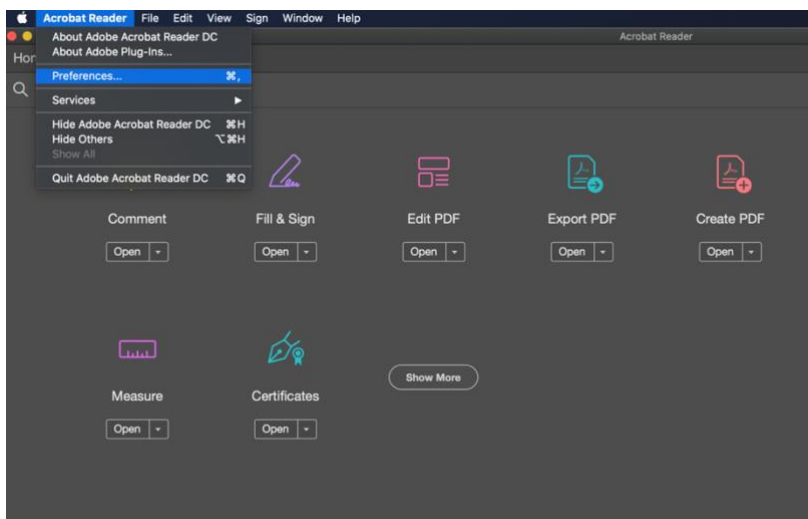 Acrobat Reader File Edit View Sign Window Help
About Adobe Acrobat Reader DC
About Adobe Plug-Ins...
Preferences... ⌘,
Services ▶
Hide Adobe Acrobat Reader DC ⌘H
Hide Others ⌥⌘H
Show All
Quit Adobe Acrobat Reader DC ⌘Q
Acrobat Reader
Comment Fill & Sign Edit PDF Export PDF Create PDF
Open Open Open Open Open
Measure Certificates Show More
Open Open